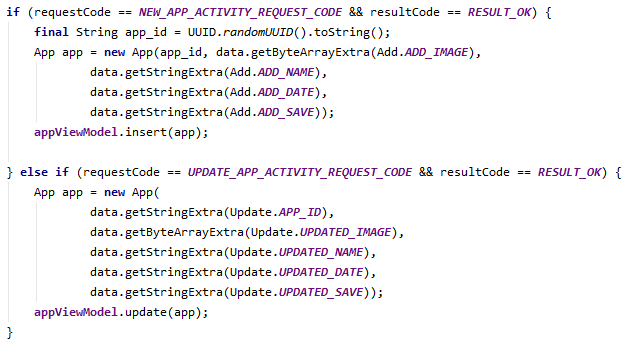 if (requestCode == NEW_APP_ACTIVITY_REQUEST_CODE && resultCode == RESULT_OK) {
    final String app_id = UUID.randomUUID().toString();
    App app = new App(app_id, data.getByteArrayExtra(Add.ADD_IMAGE),
            data.getStringExtra(Add.ADD_NAME),
            data.getStringExtra(Add.ADD_DATE),
            data.getStringExtra(Add.ADD_SAVE));
    appViewModel.insert(app);

} else if (requestCode == UPDATE_APP_ACTIVITY_REQUEST_CODE && resultCode == RESULT_OK) {
    App app = new App(
            data.getStringExtra(Update.APP_ID),
            data.getByteArrayExtra(Update.UPDATED_IMAGE),
            data.getStringExtra(Update.UPDATED_NAME),
            data.getStringExtra(Update.UPDATED_DATE),
            data.getStringExtra(Update.UPDATED_SAVE));
    appViewModel.update(app);
}